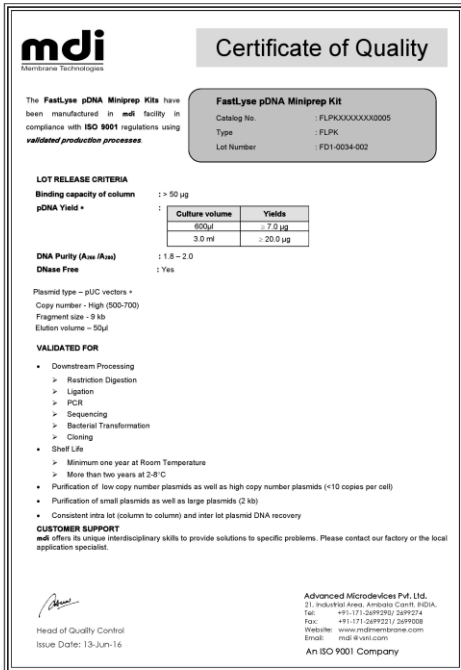 mdi
Membrane Technologies
Certificate of Quality
The FastLyse pDNA Miniprep Kits have
been manufactured in mdi facility in
compliance with ISO 9001 regulations using
validated production processes.
FastLyse pDNA Miniprep Kit
Catalog No. : FLPKXXXXXXX0005
Type : FLPK
Lot Number : FD1-0034-002
LOT RELEASE CRITERIA
Binding capacity of column : > 50 µg
pDNA Yield * :
Culture volume Yields
600µl ≥ 7.0 µg
3.0 ml ≥ 20.0 µg
DNA Purity (A260 /A280) : 1.8 – 2.0
DNase Free : Yes
Plasmid type – pUC vectors *
Copy number - High (500-700)
Fragment size - 9 kb
Elution volume – 50µl
VALIDATED FOR
• Downstream Processing
➢ Restriction Digestion
➢ Ligation
➢ PCR
➢ Sequencing
➢ Bacterial Transformation
➢ Cloning
• Shelf Life
➢ Minimum one year at Room Temperature
➢ More than two years at 2-8°C
• Purification of low copy number plasmids as well as high copy number plasmids (<10 copies per cell)
• Purification of small plasmids as well as large plasmids (2 kb)
• Consistent intra lot (column to column) and inter lot plasmid DNA recovery
CUSTOMER SUPPORT
mdi offers its unique interdisciplinary skills to provide solutions to specific problems. Please contact our factory or the local
application specialist.
Head of Quality Control
Issue Date: 13-Jun-16
Advanced Microdevices Pvt. Ltd.
21, Industrial Area, Ambala Cantt, INDIA.
Tel: +91-171-2699290/ 2699274
Fax: +91-171-2699221/ 2699008
Website: www.mdimembrane.com
Email: mdi@vsnl.com
An ISO 9001 Company